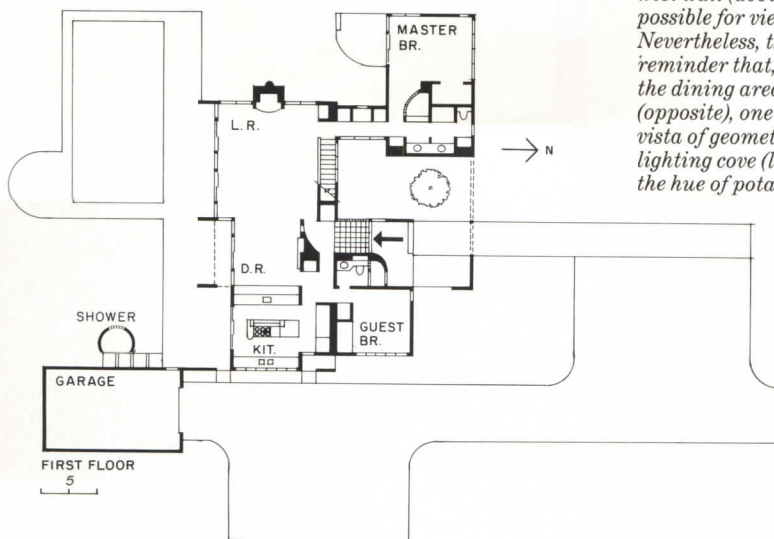 MASTER
BR.
L.R.
N
D.R.
SHOWER
GUEST
BR.
KIT.
GARAGE
FIRST FLOOR
5
possible for vie
Nevertheless, t
reminder that,
the dining area
(opposite), one
vista of geomet
lighting cove (l
the hue of pota